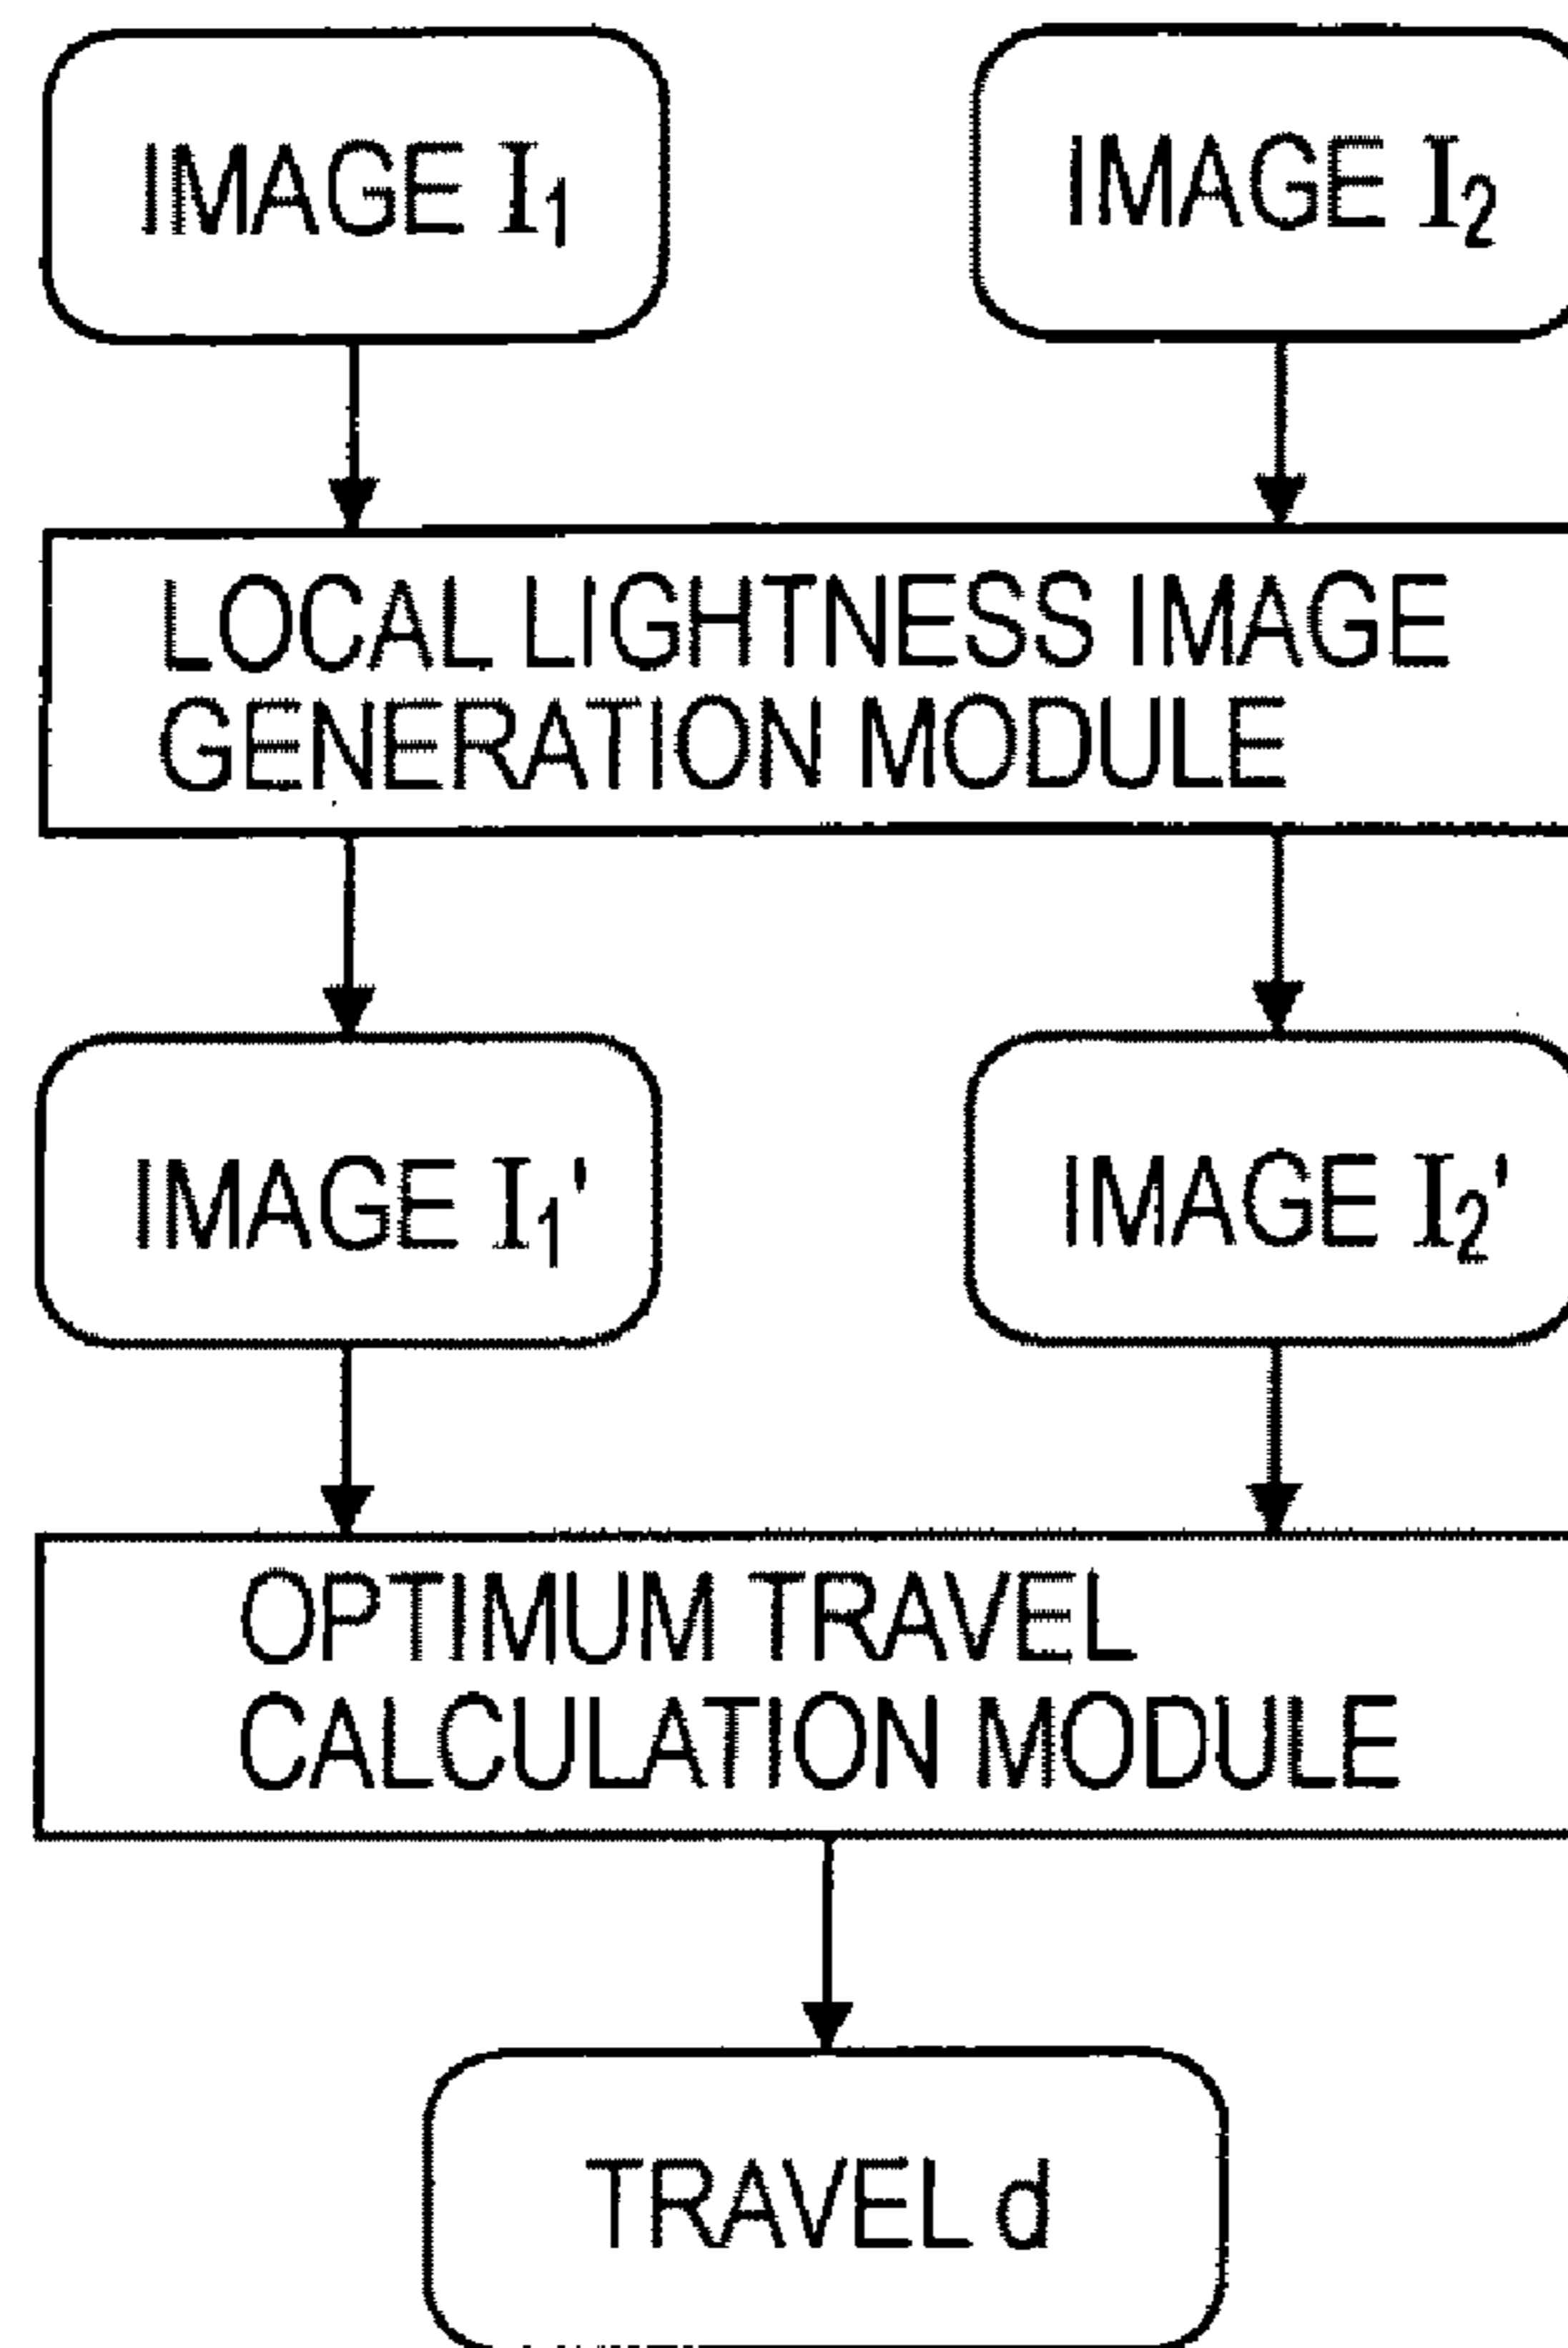 IMAGE I₁
IMAGE I₂
LOCAL LIGHTNESS IMAGE
GENERATION MODULE
IMAGE I₁'
IMAGE I₂'
OPTIMUM TRAVEL
CALCULATION MODULE
TRAVEL d